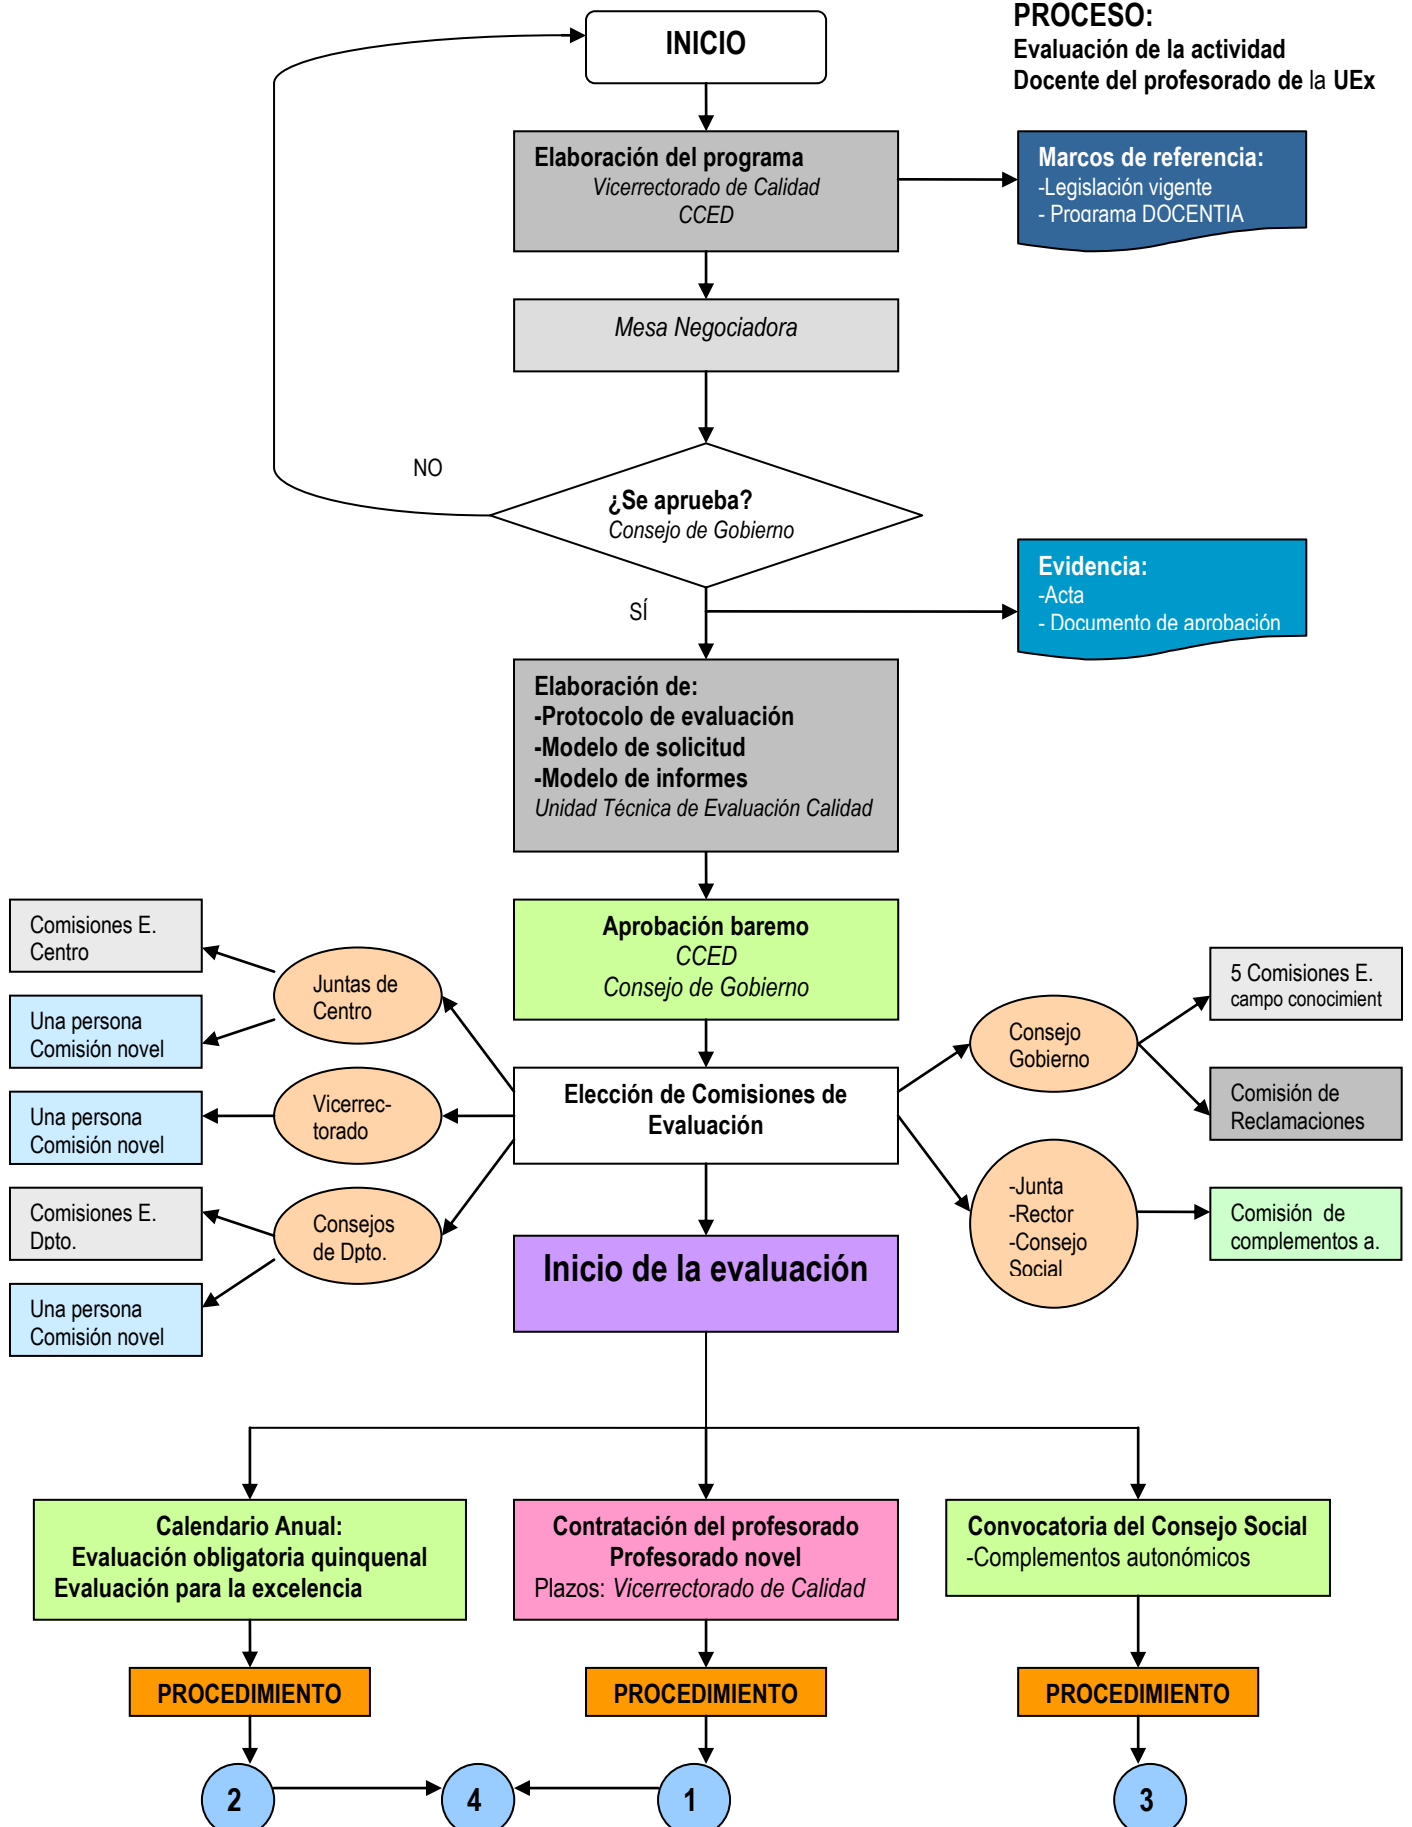 PROCESO:
Evaluación de la actividad
Docente del profesorado de la UEx
INICIO
Elaboración del programa
Vicerrectorado de Calidad
CCED
Marcos de referencia:
-Legislación vigente
- Programa DOCENTIA
Mesa Negociadora
NO
¿Se aprueba?
Consejo de Gobierno
SÍ
Evidencia:
-Acta
- Documento de aprobación
Elaboración de:
-Protocolo de evaluación
-Modelo de solicitud
-Modelo de informes
Unidad Técnica de Evaluación Calidad
Aprobación baremo
CCED
Consejo de Gobierno
Comisiones E.
Centro
Una persona
Comisión novel
Juntas de
Centro
Una persona
Comisión novel
Vicerrec-
torado
Comisiones E.
Dpto.
Una persona
Comisión novel
Consejos
de Dpto.
Elección de Comisiones de
Evaluación
Consejo
Gobierno
5 Comisiones E.
campo conocimient
Comisión de
Reclamaciones
-Junta
-Rector
-Consejo
Social
Comisión de
complementos a.
Inicio de la evaluación
Calendario Anual:
Evaluación obligatoria quinquenal
Evaluación para la excelencia
Contratación del profesorado
Profesorado novel
Plazos: Vicerrectorado de Calidad
Convocatoria del Consejo Social
-Complementos autonómicos
PROCEDIMIENTO
PROCEDIMIENTO
PROCEDIMIENTO
2
4
1
3